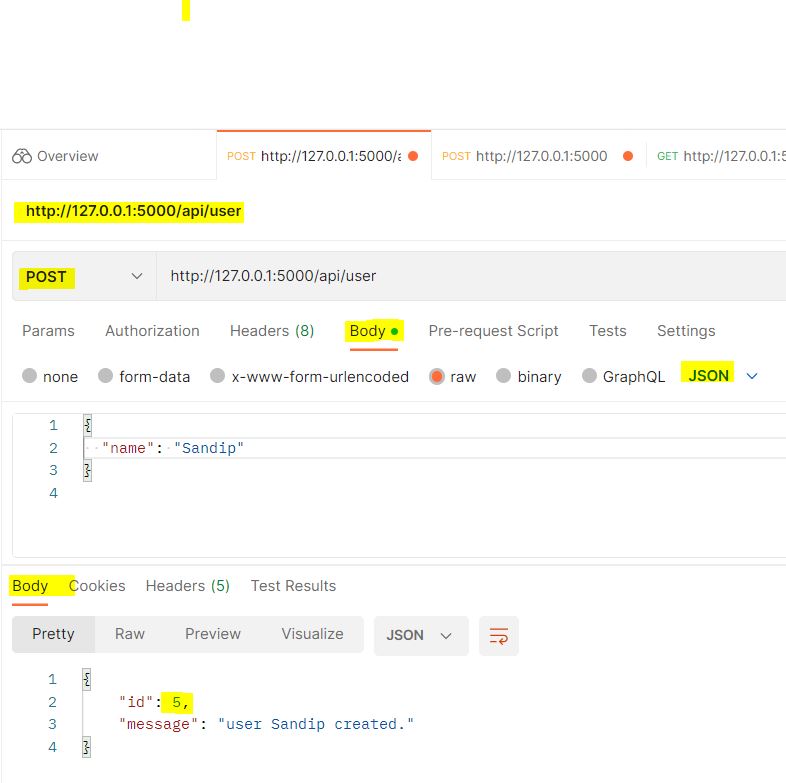 Overview POST http://127.0.0.1:5000/a POST http://127.0.0.1:5000 GET http://127.0.0.1:5
http://127.0.0.1:5000/api/user
POST http://127.0.0.1:5000/api/user
Params Authorization Headers (8) Body Pre-request Script Tests Settings
none form-data x-www-form-urlencoded raw binary GraphQL JSON
1 {
2 "name": "Sandip"
3 }
4
Body Cookies Headers (5) Test Results
Pretty Raw Preview Visualize JSON
1 {
2 "id": 5,
3 "message": "user Sandip created."
4 }